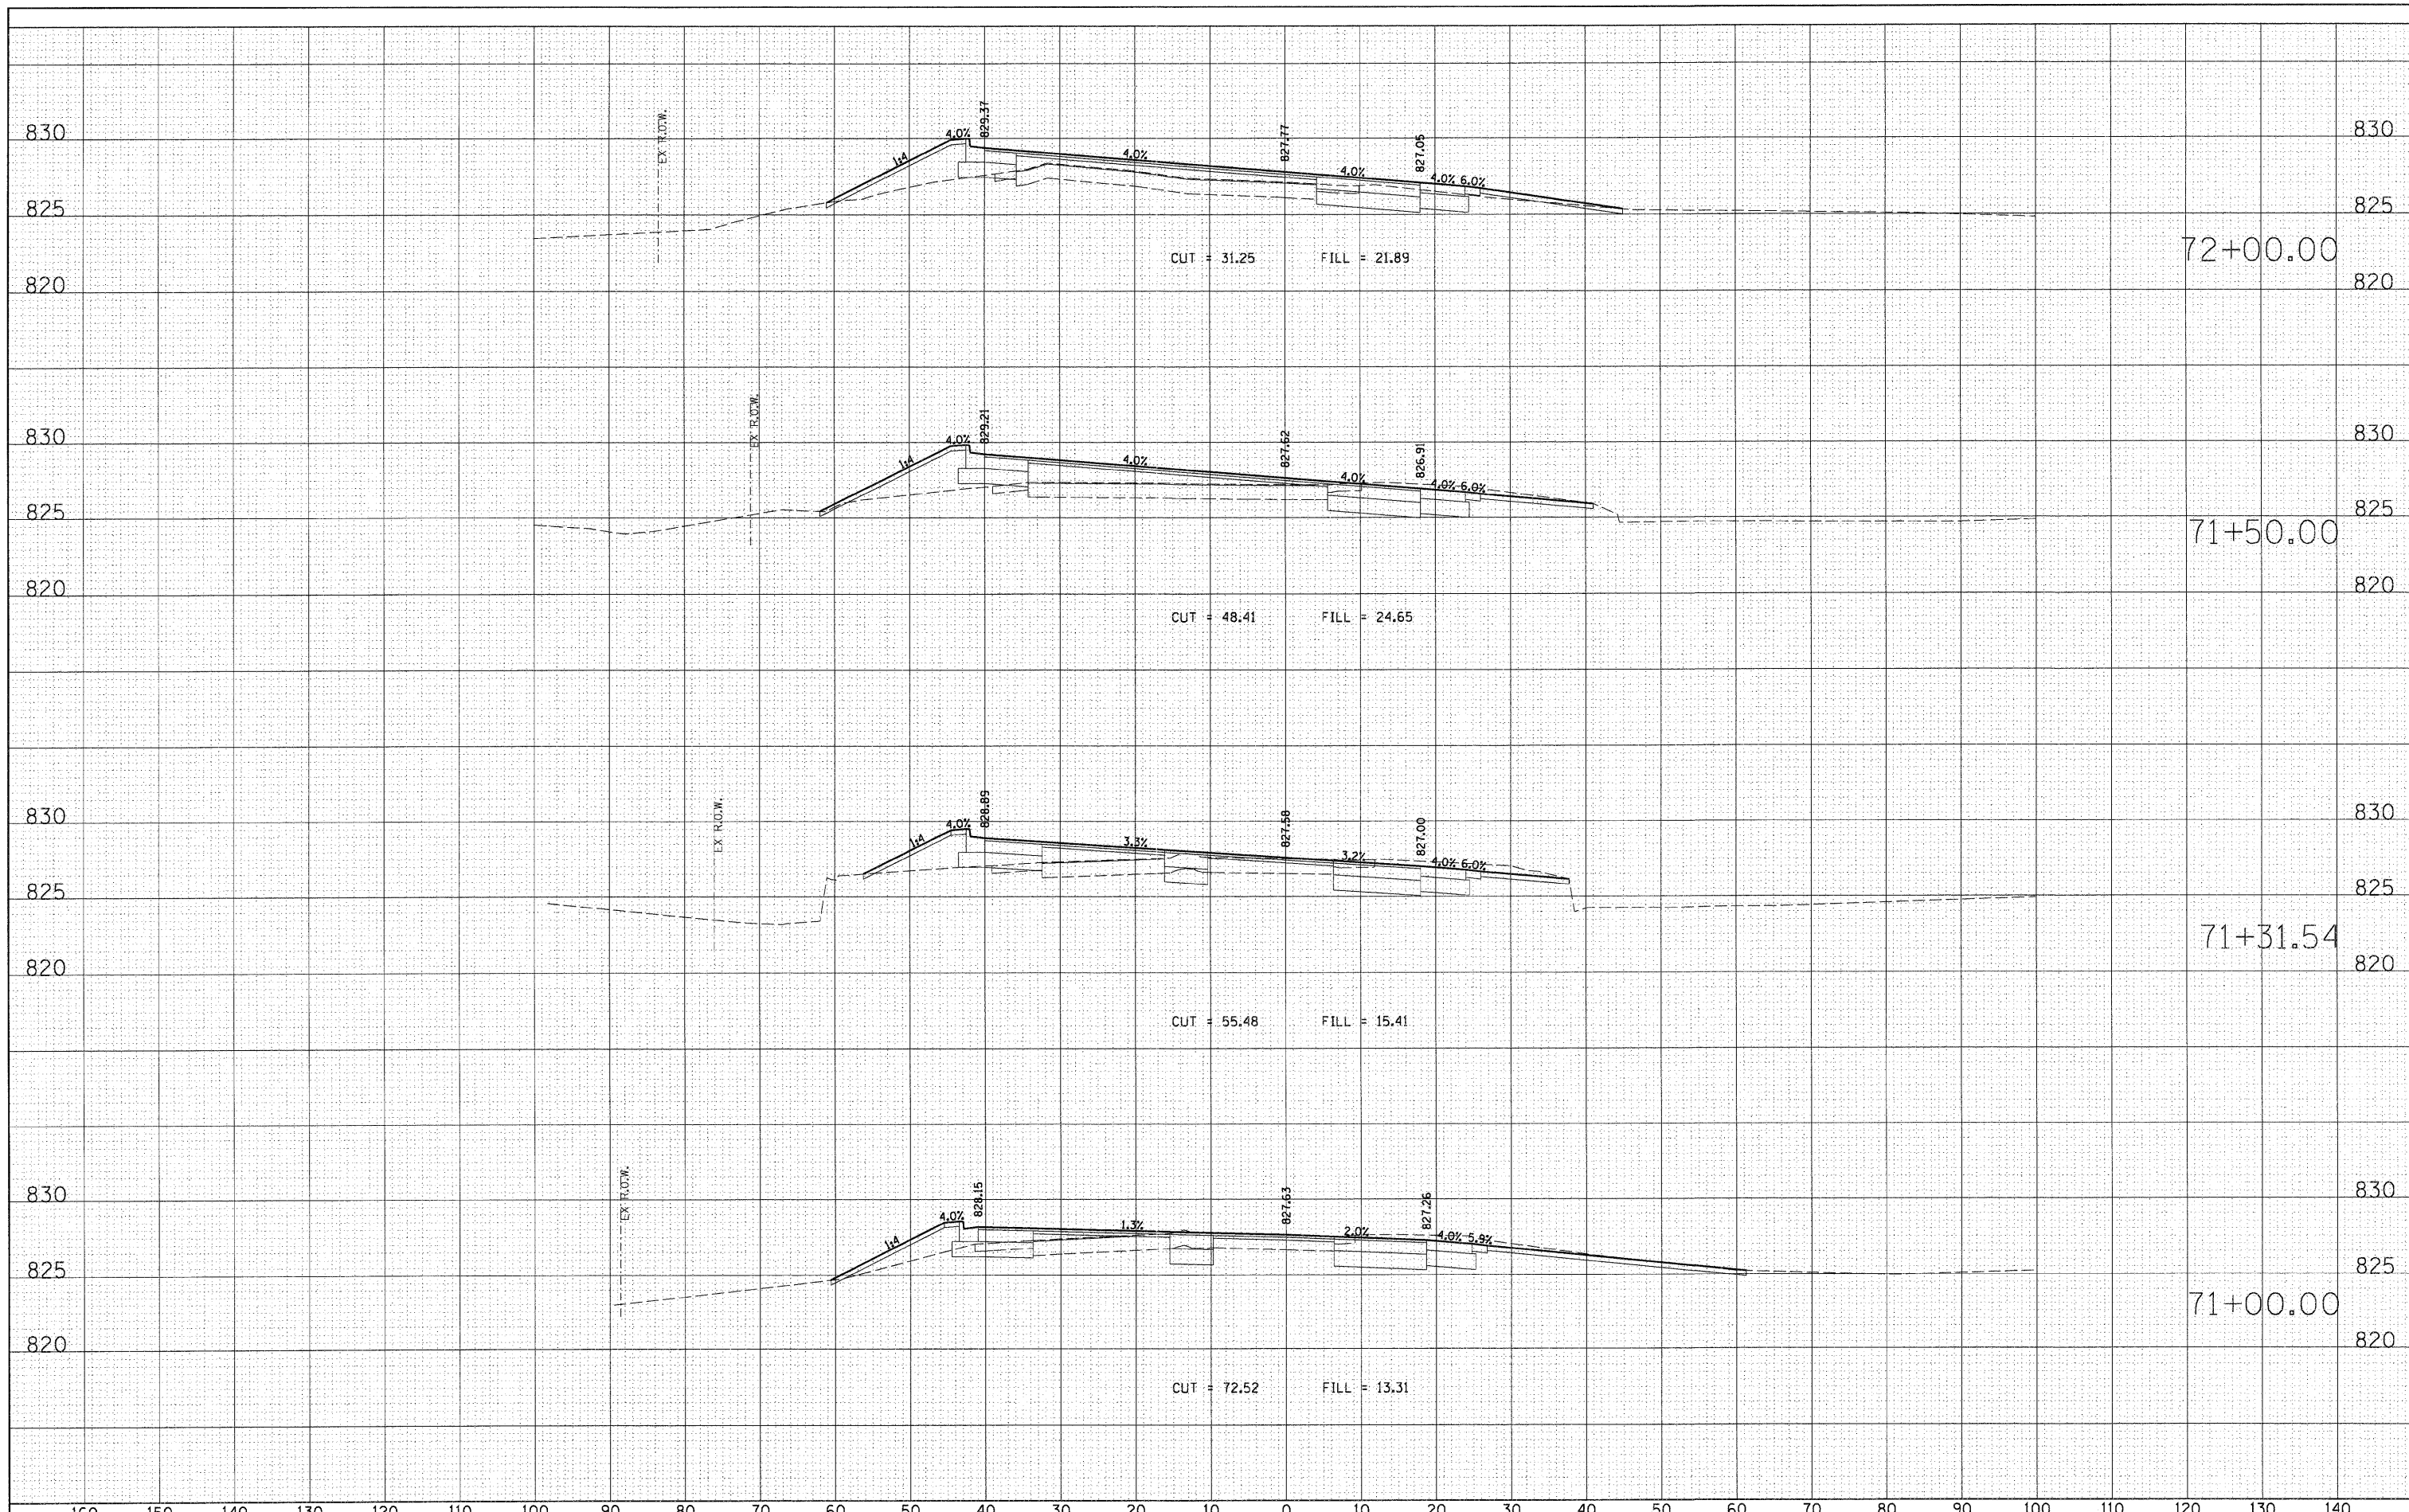 829.37
827.77
827.05
EX R.O.W.
830 4.0% 830
1:4 4.0% 4.0% 4.0% 6.0%
825 825
72+00.00
CUT = 31.25 FILL = 21.89
820 820
EX R.O.W.
829.21
827.62
826.91
830 4.0% 830
1:4 4.0% 4.0% 4.0% 6.0%
825 825
71+50.00
820 820
CUT = 48.41 FILL = 24.65
EX R.O.W.
828.89
827.58
827.00
830 4.0% 830
1:4 3.3% 3.2% 4.0% 6.0%
825 825
71+31.54
820 820
CUT = 55.48 FILL = 15.41
EX R.O.W.
828.15
827.63
827.26
830 830
4.0% 1.3% 2.0% 4.0% 5.9%
1:4
825 825
71+00.00
820 820
CUT = 72.52 FILL = 13.31
160 150 140 130 120 110 100 90 80 70 60 50 40 30 20 10 0 10 20 30 40 50 60 70 80 90 100 110 120 130 140